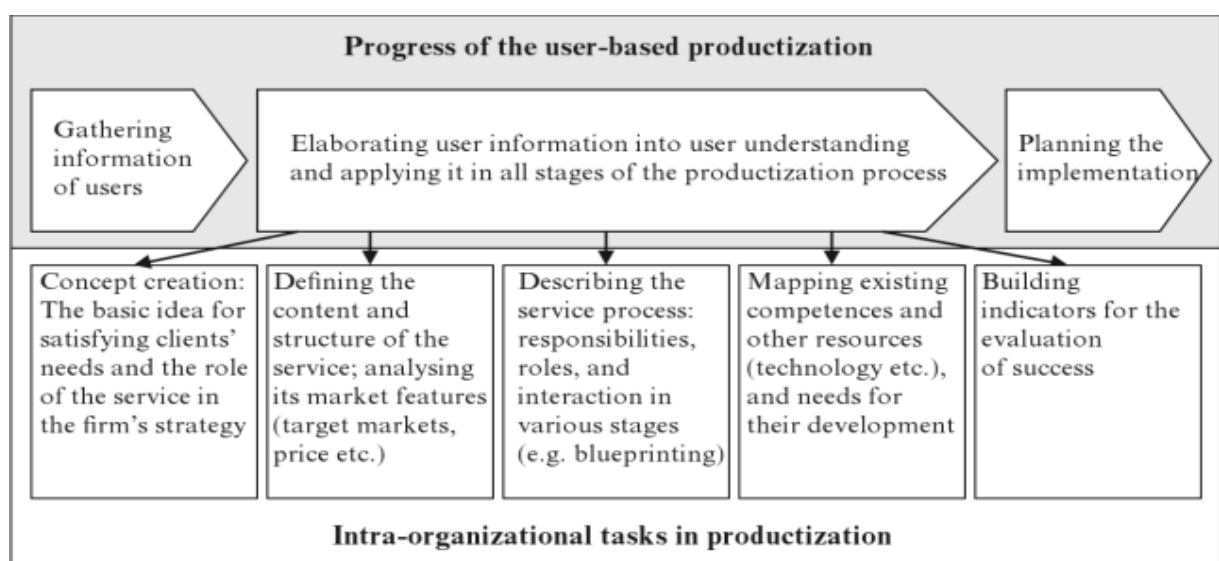 Progress of the user-based productization
Gathering
information
of users
Elaborating user information into user understanding
and applying it in all stages of the productization process
Planning the
implementation
Concept creation:
The basic idea for
satisfying clients'
needs and the role
of the service in
the firm's strategy
Defining the
content and
structure of the
service; analysing
its market features
(target markets,
price etc.)
Describing the
service process:
responsibilities,
roles, and
interaction in
various stages
(e.g. blueprinting)
Mapping existing
competences and
other resources
(technology etc.),
and needs for
their development
Building
indicators for the
evaluation
of success
Intra-organizational tasks in productization